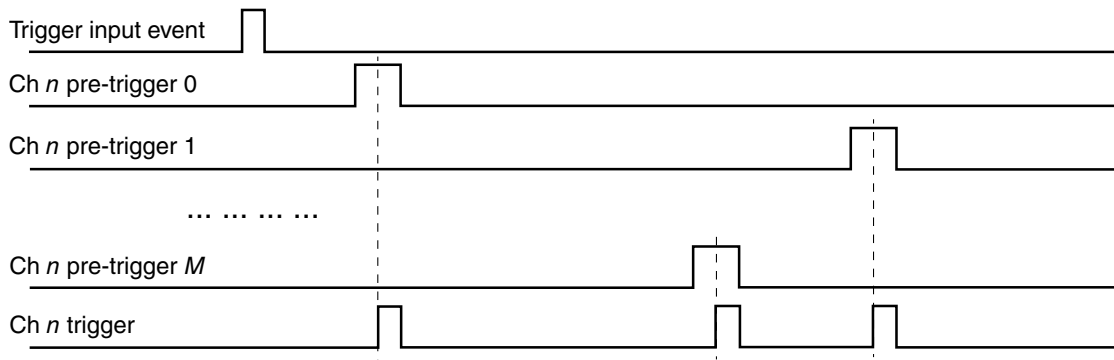 Trigger input event
Ch n pre-trigger 0
Ch n pre-trigger 1
... ... ... ...
Ch n pre-trigger M
Ch n trigger